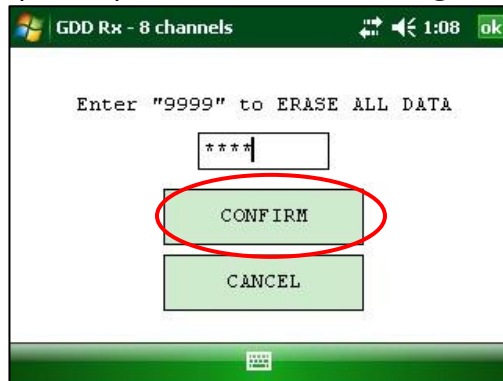 GDD Rx - 8 channels 1:08 ok
Enter "9999" to ERASE ALL DATA
****
CONFIRM
CANCEL